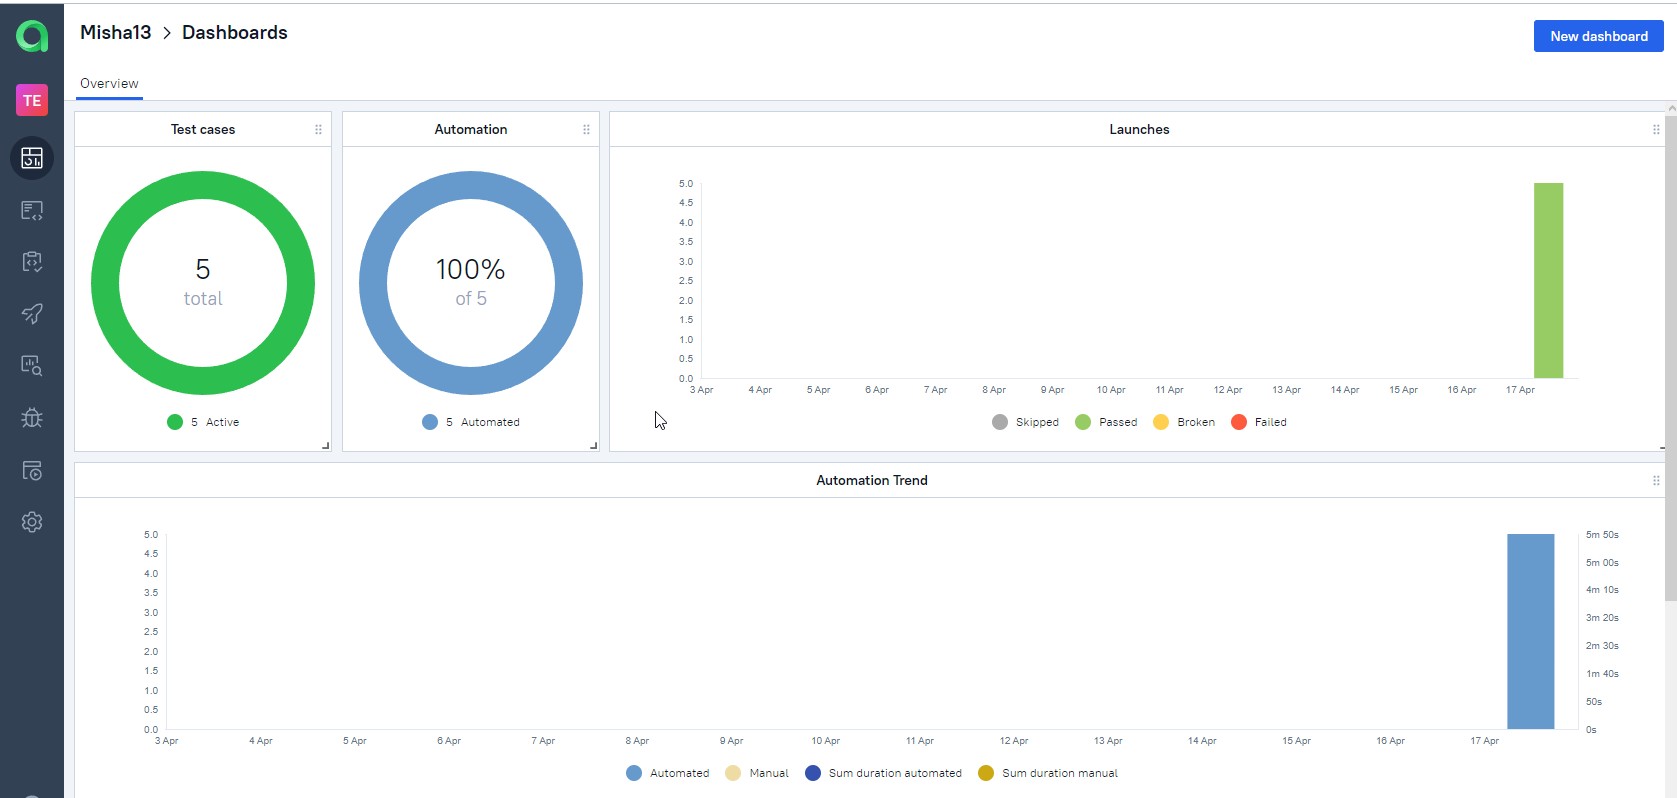 Misha13 > Dashboards
New dashboard
TE
Overview
Test cases
5
total
5 Active
Automation
100%
of 5
5 Automated
Launches
5.0
4.5
4.0
3.5
3.0
2.5
2.0
1.5
1.0
0.5
0.0
3 Apr 4 Apr 5 Apr 6 Apr 7 Apr 8 Apr 9 Apr 10 Apr 11 Apr 12 Apr 13 Apr 14 Apr 15 Apr 16 Apr 17 Apr
Skipped Passed Broken Failed
Automation Trend
5.0
4.5
4.0
3.5
3.0
2.5
2.0
1.5
1.0
0.5
0.0
5m 50s
5m 00s
4m 10s
3m 20s
2m 30s
1m 40s
50s
0s
3 Apr 4 Apr 5 Apr 6 Apr 7 Apr 8 Apr 9 Apr 10 Apr 11 Apr 12 Apr 13 Apr 14 Apr 15 Apr 16 Apr 17 Apr
Automated Manual Sum duration automated Sum duration manual